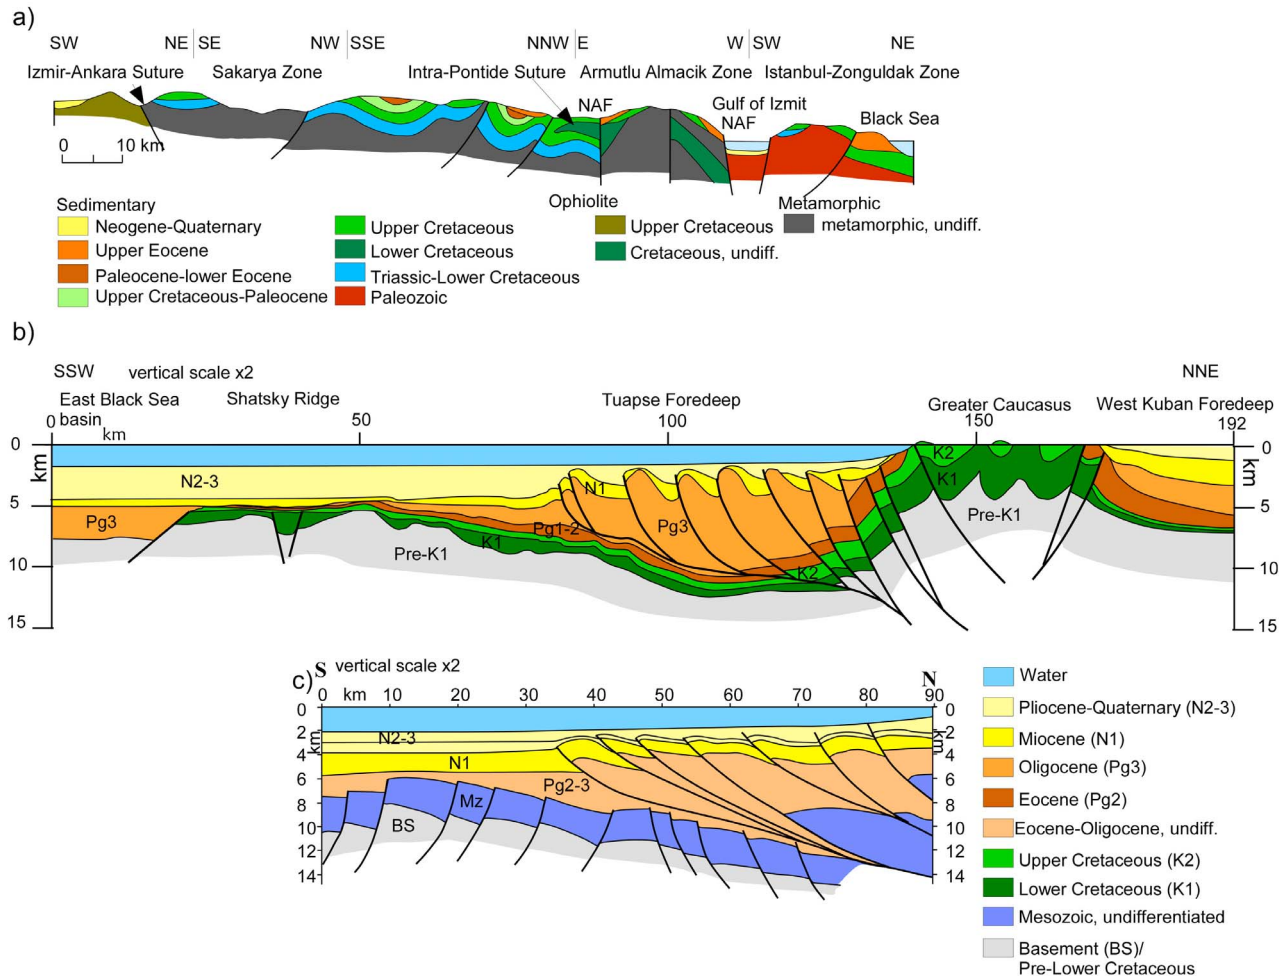 a)
SW NE SE NW SSE NNW E W SW NE
Izmir-Ankara Suture Sakarya Zone Intra-Pontide Suture Armutlu Almacik Zone Istanbul-Zonguldak Zone
NAF Gulf of Izmit
NAF Black Sea
0 10 km
Sedimentary Ophiolite Metamorphic
Neogene-Quaternary Upper Cretaceous Upper Cretaceous metamorphic, undiff.
Upper Eocene Lower Cretaceous Cretaceous, undiff.
Paleocene-lower Eocene Triassic-Lower Cretaceous
Upper Cretaceous-Paleocene Paleozoic
b)
SSW vertical scale x2 NNE
East Black Sea Shatsky Ridge Tuapse Foredeep Greater Caucasus West Kuban Foredeep
basin
0 km 50 100 150 192
0 0
km km
K2
K1
N2-3 N1
5 5
Pg3 Pg1-2 Pg3 Pre-K1
K1
Pre-K1
10 K2 10
15 15
c) S vertical scale x2 N
0 km 10 20 30 40 50 60 70 80 90
0 0
2 2
km km
N2-3
4 4
N1
6 6
Pg2-3
8 Mz 8
10 BS 10
12 12
14 14
Water
Pliocene-Quaternary (N2-3)
Miocene (N1)
Oligocene (Pg3)
Eocene (Pg2)
Eocene-Oligocene, undiff.
Upper Cretaceous (K2)
Lower Cretaceous (K1)
Mesozoic, undifferentiated
Basement (BS)/
Pre-Lower Cretaceous